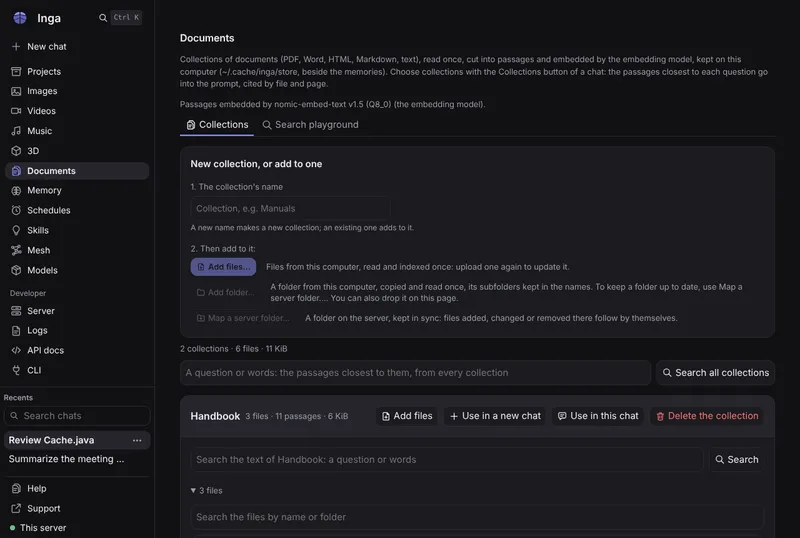 Inga
Ctrl K
New chat
Projects
Images
Videos
Music
3D
Documents
Memory
Schedules
Skills
Mesh
Models
Developer
Server
Logs
API docs
CLI
Recents
Search chats
Review Cache.java
Summarize the meeting ...
Help
Support
This server
Documents
Collections of documents (PDF, Word, HTML, Markdown, text), read once, cut into passages and embedded by the embedding model, kept on this
computer (~/.cache/inga/store, beside the memories). Choose collections with the Collections button of a chat: the passages closest to each question go
into the prompt, cited by file and page.
Passages embedded by nomic-embed-text v1.5 (Q8_0) (the embedding model).
Collections
Search playground
New collection, or add to one
1. The collection's name
Collection, e.g. Manuals
A new name makes a new collection; an existing one adds to it.
2. Then add to it:
Add files...
Files from this computer, read and indexed once: upload one again to update it.
Add folder...
A folder from this computer, copied and read once, its subfolders kept in the names. To keep a folder up to date, use Map a
server folder.... You can also drop it on this page.
Map a server folder...
A folder on the server, kept in sync: files added, changed or removed there follow by themselves.
2 collections · 6 files · 11 KiB
A question or words: the passages closest to them, from every collection
Search all collections
Handbook
3 files · 11 passages · 6 KiB
Add files
Use in a new chat
Use in this chat
Delete the collection
Search the text of Handbook: a question or words
Search
3 files
Search the files by name or folder